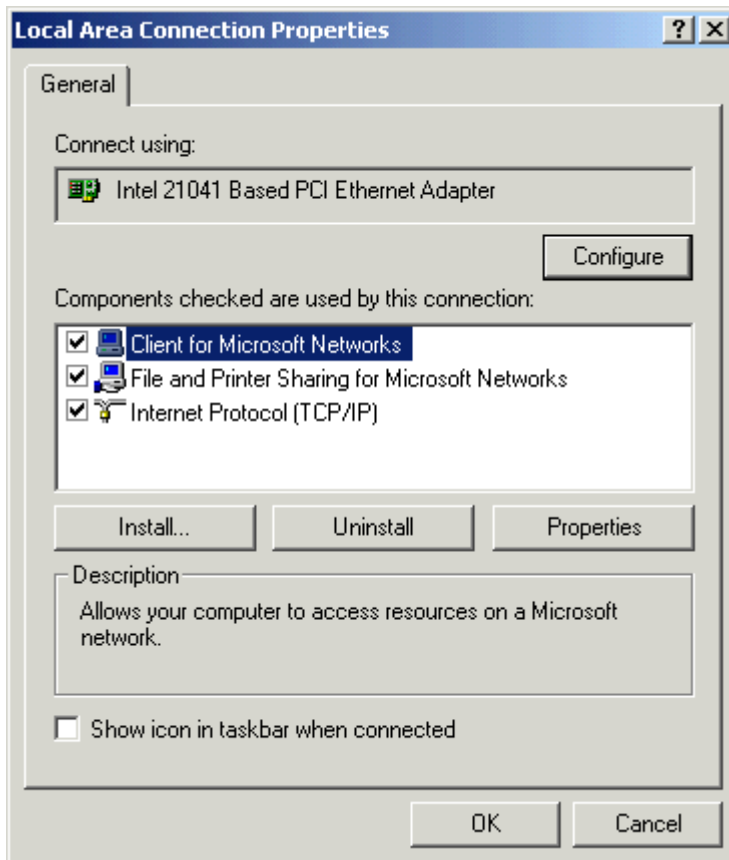 Local Area Connection Properties
General
Connect using:
Intel 21041 Based PCI Ethernet Adapter
Configure
Components checked are used by this connection:
Client for Microsoft Networks
File and Printer Sharing for Microsoft Networks
Internet Protocol (TCP/IP)
Install... Uninstall Properties
Description
Allows your computer to access resources on a Microsoft
network.
Show icon in taskbar when connected
OK Cancel